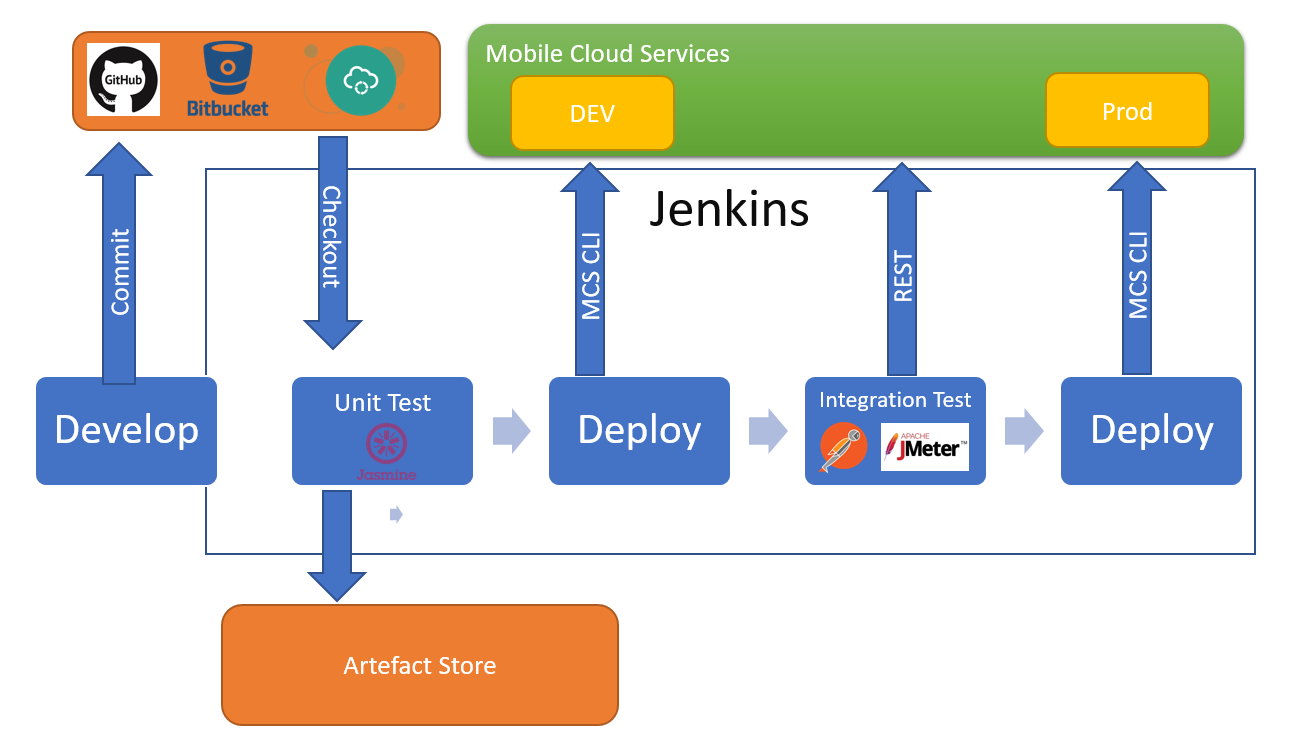 GitHub
Bitbucket
Mobile Cloud Services
DEV
Prod
Jenkins
Commit
Checkout
MCS CLI
REST
MCS CLI
Develop
Unit Test
Jasmine
Deploy
Integration Test
APACHE
JMeter™
Deploy
Artefact Store